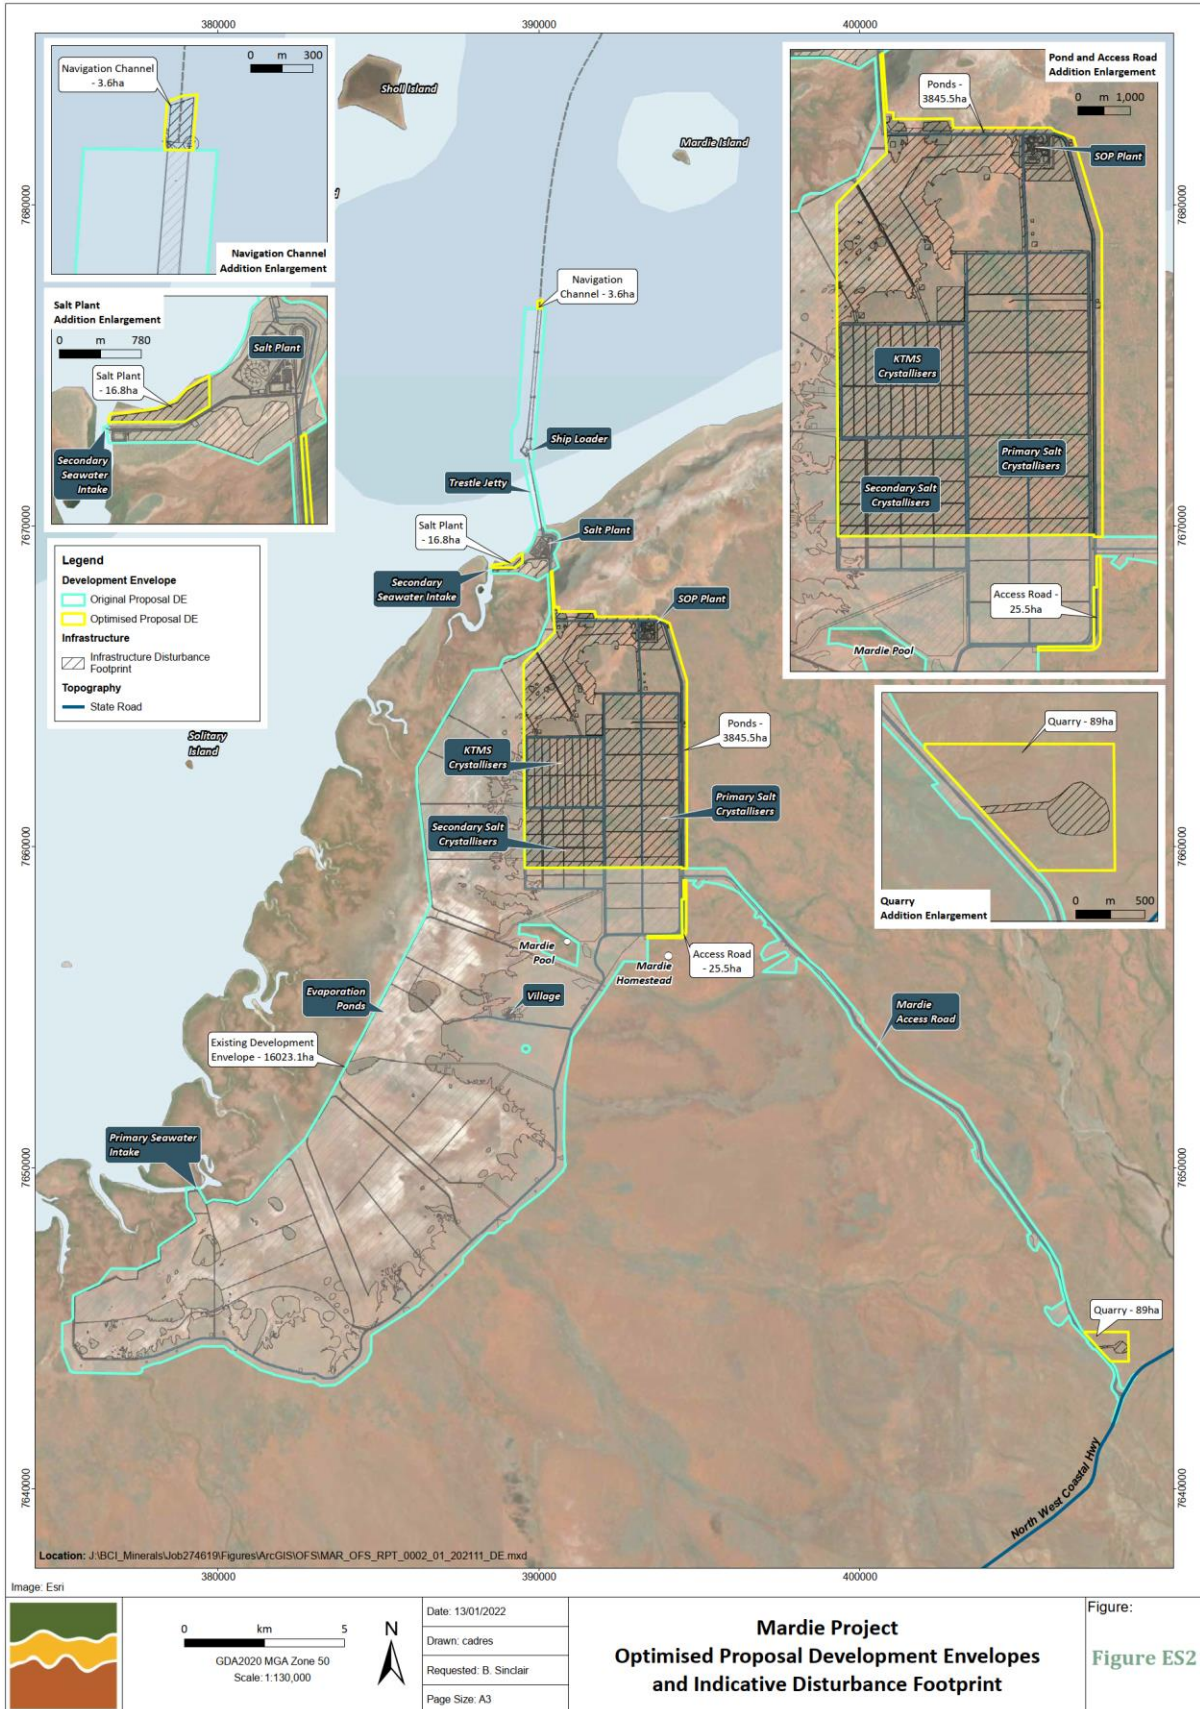 380000
390000
400000
Navigation Channel
- 3.6ha
0 m 300
Navigation Channel
Addition Enlargement
Sholl Island
Mardie Island
Pond and Access Road
Addition Enlargement
Ponds -
3845.5ha
0 m 1,000
SOP Plant
KTMS
Crystallisers
Primary Salt
Crystallisers
Secondary Salt
Crystallisers
Access Road -
25.5ha
Mardie Pool
7680000
7680000
Salt Plant
Addition Enlargement
0 m 780
Salt Plant
Salt Plant
- 16.8ha
Secondary
Seawater
Intake
Navigation
Channel - 3.6ha
Ship Loader
Trestle Jetty
Salt Plant
Salt Plant
- 16.8ha
Secondary
Seawater Intake
SOP Plant
7670000
7670000
Legend
Development Envelope
Original Proposal DE
Optimised Proposal DE
Infrastructure
Infrastructure Disturbance
Footprint
Topography
State Road
Solitary
Island
Ponds -
3845.5ha
KTMS
Crystallisers
Primary Salt
Crystallisers
Secondary Salt
Crystallisers
Quarry - 89ha
Quarry
Addition Enlargement
0 m 500
7660000
7660000
Mardie
Pool
Mardie
Homestead
Access Road
- 25.5ha
Evaporation
Ponds
Village
Mardie
Access Road
Existing Development
Envelope - 16023.1ha
Primary Seawater
Intake
7650000
7650000
Quarry - 89ha
North West Coastal Hwy
7640000
7640000
Location: J:\BCI_Minerals\Job274619\Figures\ArcGIS\OFS\MAR_OFS_RPT_0002_01_202111_DE.mxd
380000
390000
400000
Image: Esri
0 km 5
GDA2020 MGA Zone 50
Scale: 1:130,000
N
Date: 13/01/2022
Drawn: cadres
Requested: B. Sinclair
Page Size: A3
Mardie Project
Optimised Proposal Development Envelopes
and Indicative Disturbance Footprint
Figure:
Figure ES2